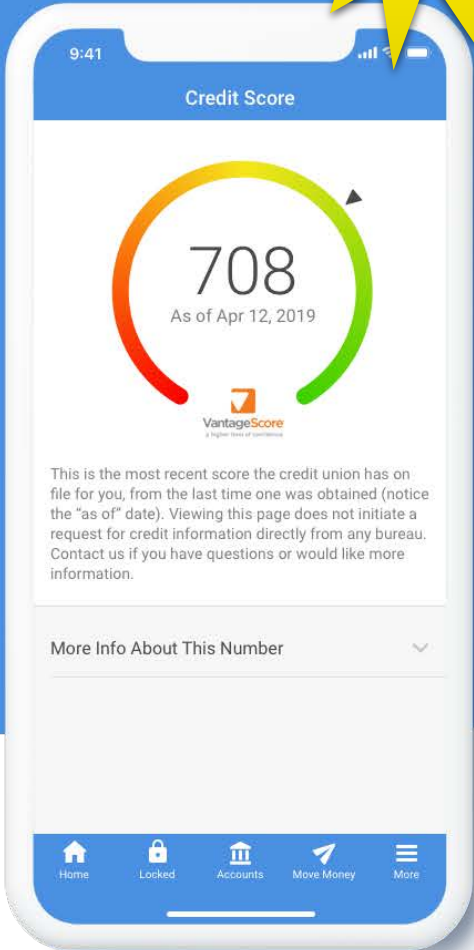 9:41
Credit Score
708
As of Apr 12, 2019
VantageScore
This is the most recent score the credit union has on
file for you, from the last time one was obtained (notice
the “as of” date). Viewing this page does not initiate a
request for credit information directly from any bureau.
Contact us if you have questions or would like more
information.
More Info About This Number
Home Locked Accounts Move Money More